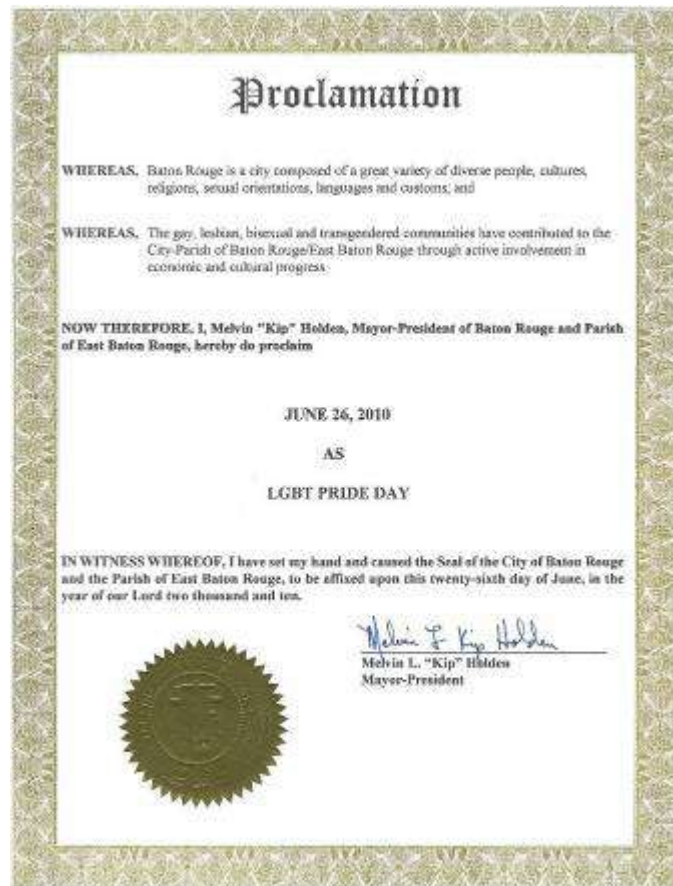 Proclamation
WHEREAS, Baton Rouge is a city composed of a great variety of diverse people, cultures,
religions, sexual orientations, languages and customs; and
WHEREAS, The gay, lesbian, bisexual and transgendered communities have contributed to the
City-Parish of Baton Rouge/East Baton Rouge through active involvement in
economic and cultural progress
NOW THEREFORE, I, Melvin "Kip" Holden, Mayor-President of Baton Rouge and Parish
of East Baton Rouge, hereby do proclaim
JUNE 26, 2010
AS
LGBT PRIDE DAY
IN WITNESS WHEREOF, I have set my hand and caused the Seal of the City of Baton Rouge
and the Parish of East Baton Rouge, to be affixed upon this twenty-sixth day of June, in the
year of our Lord two thousand and ten.
Melvin L Kip Holden
Melvin L. "Kip" Holden
Mayor-President